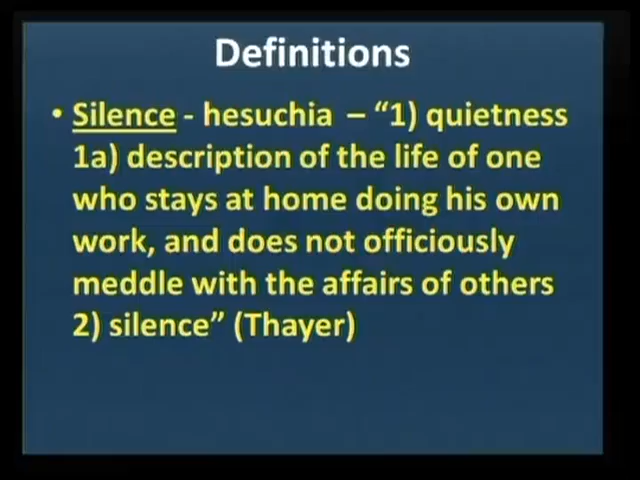 Definitions
• Silence - hesuchia – “1) quietness
1a) description of the life of one
who stays at home doing his own
work, and does not officiously
meddle with the affairs of others
2) silence” (Thayer)